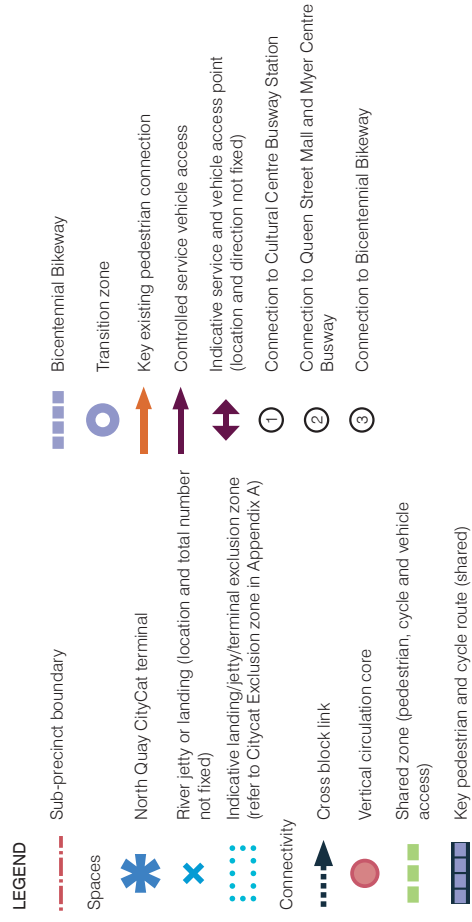 LEGEND
Sub-precinct boundary
Spaces
North Quay CityCat terminal
River jetty or landing (location and total number
not fixed)
Indicative landing/jetty/terminal exclusion zone
(refer to Citycat Exclusion zone in Appendix A)
Connectivity
Cross block link
Vertical circulation core
Shared zone (pedestrian, cycle and vehicle
access)
Key pedestrian and cycle route (shared)
Bicentennial Bikeway
Transition zone
Key existing pedestrian connection
Controlled service vehicle access
Indicative service and vehicle access point
(location and direction not fixed)
1 Connection to Cultural Centre Busway Station
2 Connection to Queen Street Mall and Myer Centre
Busway
3 Connection to Bicentennial Bikeway